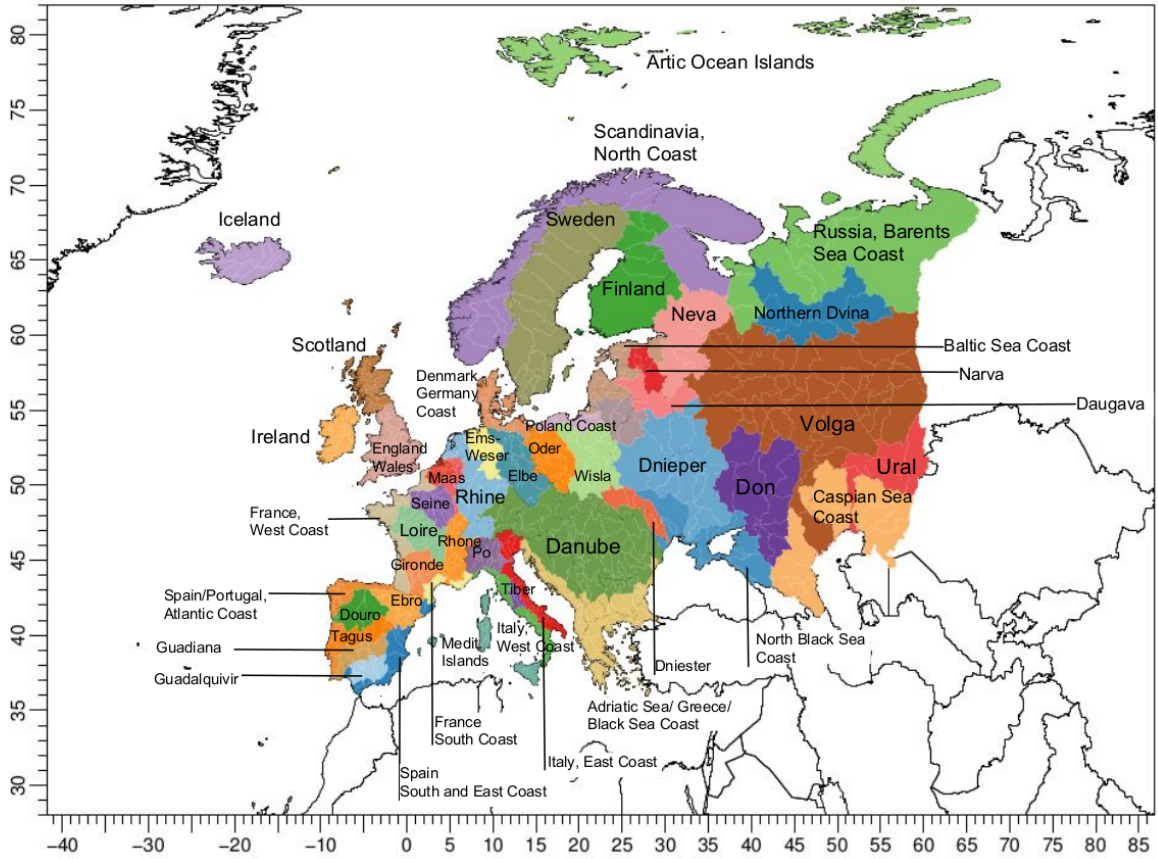 80
75
70
65
60
55
50
45
40
35
30
Artic Ocean Islands
Scandinavia,
North Coast
Iceland
Sweden
Russia, Barents
Sea Coast
Finland
Neva
Northern Dvina
Scotland
Baltic Sea Coast
Narva
Denmark,
Germany
Coast
Daugava
Ireland
England
Wales
Poland Coast
Volga
Ems-
Weser
Oder
Elbe
Wisla
Dnieper
Don
Ural
Maas
Rhine
Seine
Caspian Sea
Coast
France,
West Coast
Loire
Rhone
Po
Danube
Gironde
Spain/Portugal,
Atlantic Coast
Ebro
Tiber
Douro
Tagus
Guadiana
Guadalquivir
Medit.
Islands
Italy,
West Coast
North Black Sea
Coast
Dniester
Adriatic Sea/ Greece/
Black Sea Coast
France
South Coast
Italy, East Coast
Spain
South and East Coast
−40 −30 −20 −10 0 5 10 15 20 25 30 35 40 45 50 55 60 65 70 75 80 85